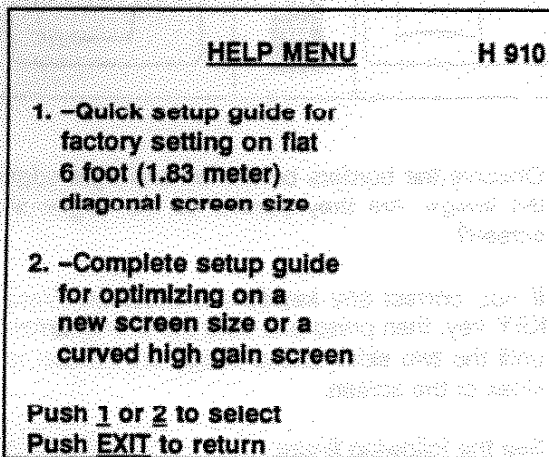 HELP MENU H 910
1. –Quick setup guide for
factory setting on flat
6 foot (1.83 meter)
diagonal screen size
2. –Complete setup guide
for optimizing on a
new screen size or a
curved high gain screen
Push 1 or 2 to select
Push EXIT to return